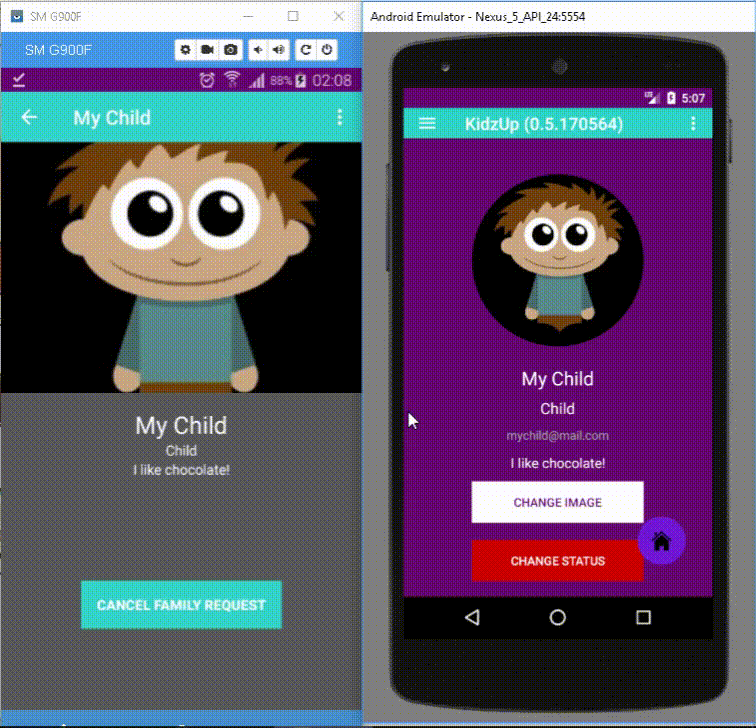 SM G900F
SM G900F
88%
02:08
My Child
My Child
Child
I like chocolate!
CANCEL FAMILY REQUEST
Android Emulator - Nexus_5_API_24:5554
5:07
KidzUp (0.5.170564)
My Child
Child
mychild@mail.com
I like chocolate!
CHANGE IMAGE
CHANGE STATUS